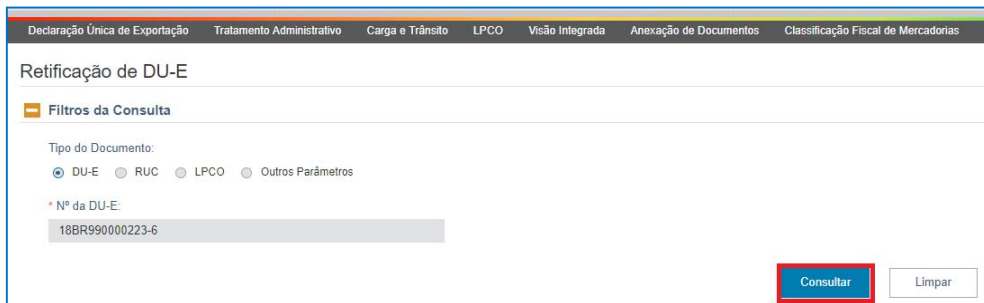 Declaração Única de Exportação Tratamento Administrativo Carga e Trânsito LPCO Visão Integrada Anexação de Documentos Classificação Fiscal de Mercadorias
Retificação de DU-E
Filtros da Consulta
Tipo do Documento:
DU-E RUC LPCO Outros Parâmetros
* Nº da DU-E:
18BR990000223-6
Consultar Limpar